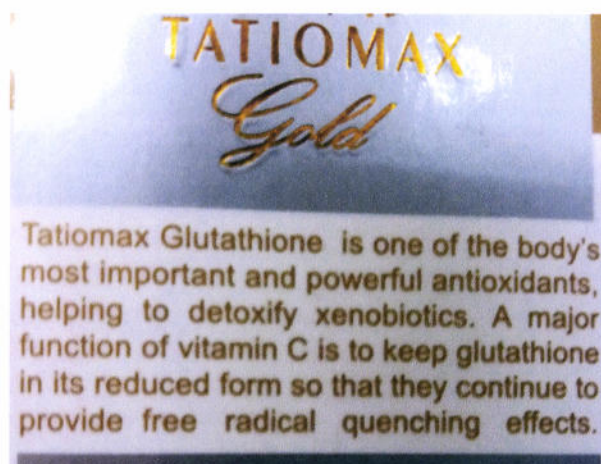 TATIOMAX
Gold
Tatiomax Glutathione is one of the body's
most important and powerful antioxidants,
helping to detoxify xenobiotics. A major
function of vitamin C is to keep glutathione
in its reduced form so that they continue to
provide free radical quenching effects.